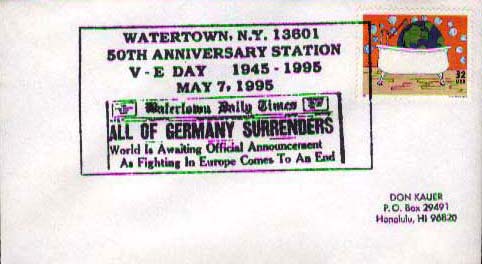 WATERTOWN, N.Y. 13601
50TH ANNIVERSARY STATION
V-E DAY 1945-1995
MAY 7, 1995
Watertown Daily Times
ALL OF GERMANY SURRENDERS
World Is Awaiting Official Announcement
As Fighting In Europe Comes To An End
32
USA
DON KAUER
P.O. Box 29491
Honolulu, HI 96820